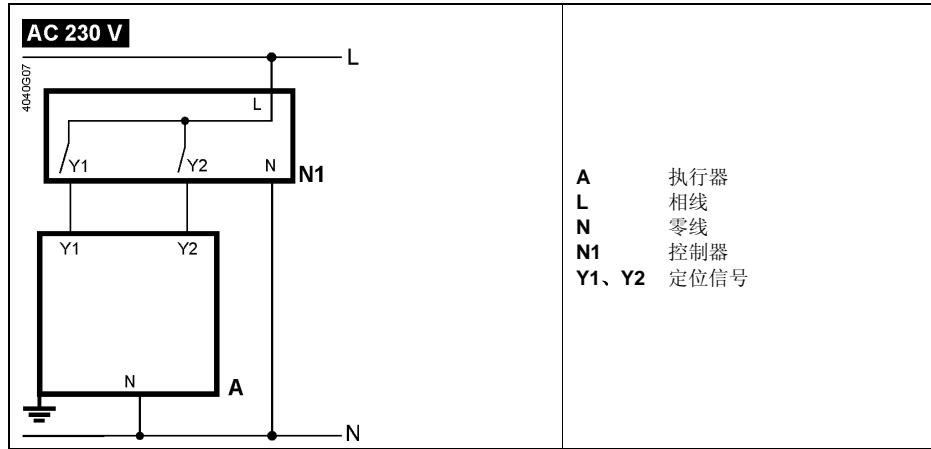 AC 230 V
L
4040G07
L
Y1 Y2 N
N1
Y1 Y2
N
A
N
A 执行器
L 相线
N 零线
N1 控制器
Y1、Y2 定位信号